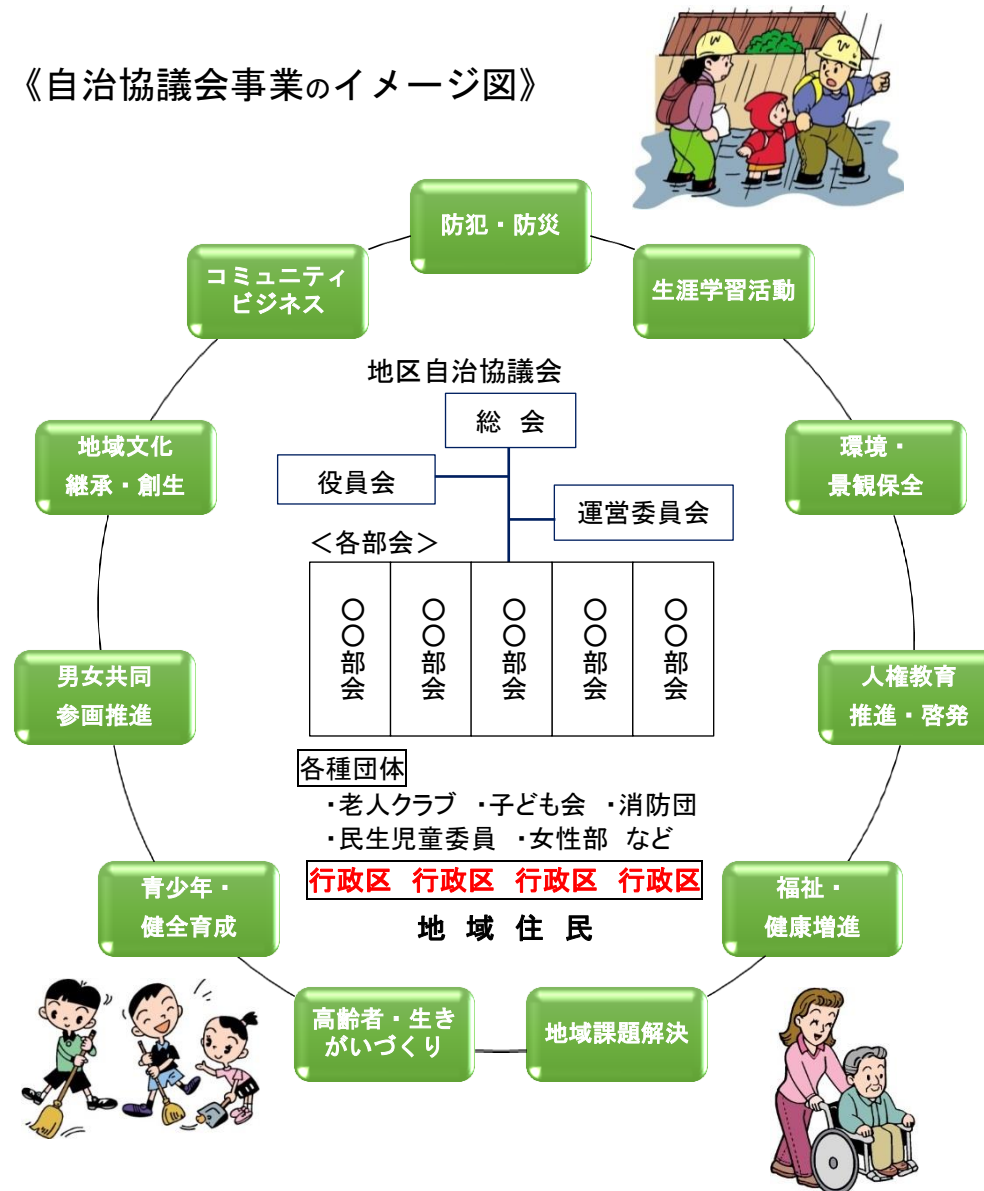 《自治協議会事業のイメージ図》
防犯・防災
コミュニティ
ビジネス
生涯学習活動
地区自治協議会
総 会
地域文化
継承・創生
環境・
景観保全
役員会
運営委員会
＜各部会＞
〇〇部会
〇〇部会
〇〇部会
〇〇部会
〇〇部会
男女共同
参画推進
人権教育
推進・啓発
各種団体
・老人クラブ ・子ども会 ・消防団
・民生児童委員 ・女性部 など
行政区 行政区 行政区 行政区
地 域 住 民
青少年・
健全育成
福祉・
健康増進
高齢者・生き
がいづくり
地域課題解決